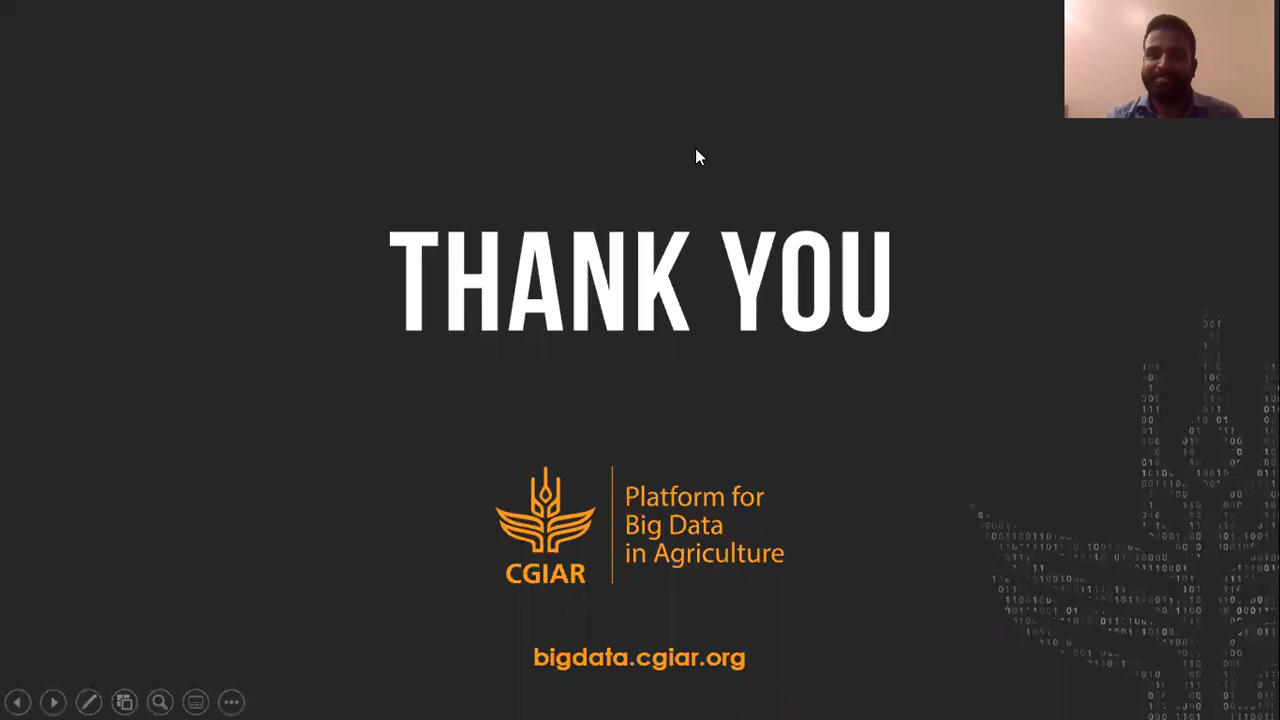 THANK YOU
CGIAR
Platform for
Big Data
in Agriculture
bigdata.cgiar.org